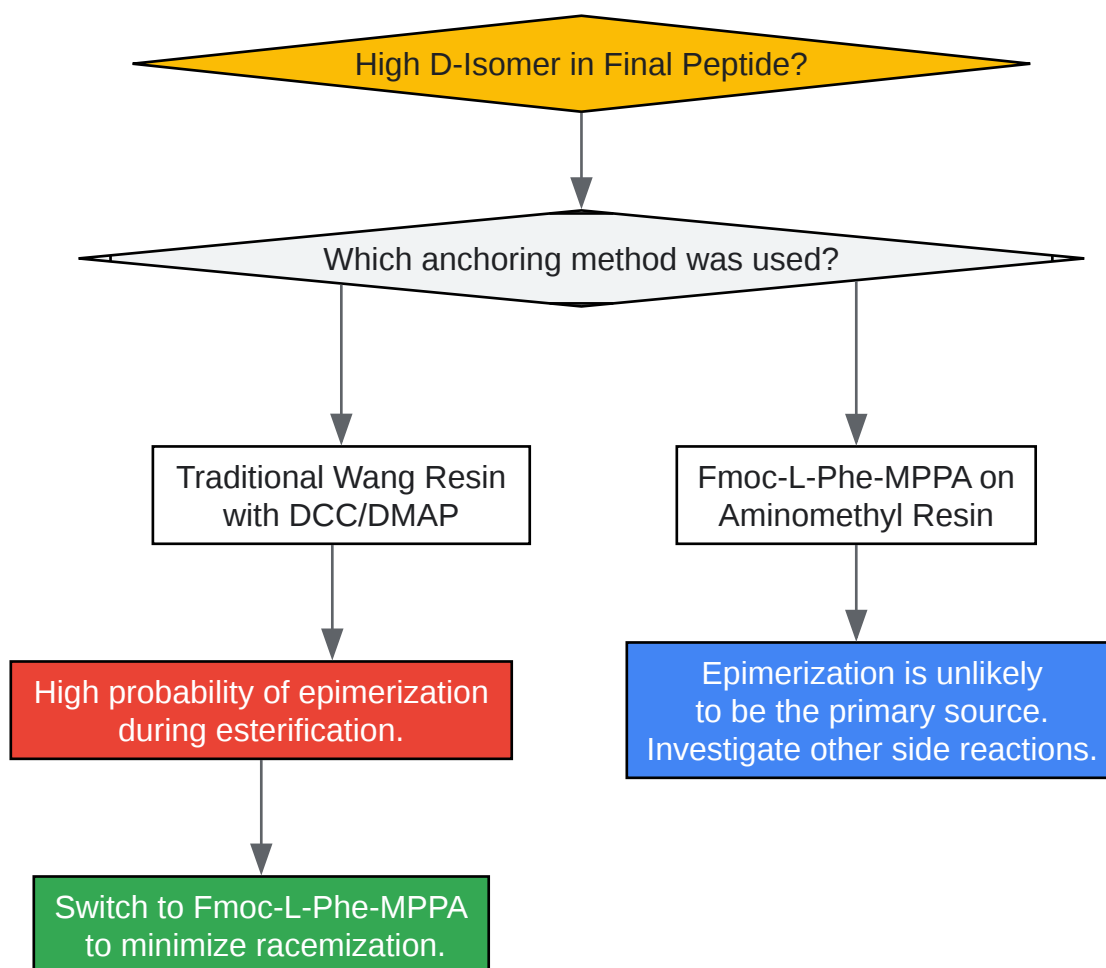 High D-Isomer in Final Peptide?
Which anchoring method was used?
Traditional Wang Resin
with DCC/DMAP
Fmoc-L-Phe-MPPA on
Aminomethyl Resin
High probability of epimerization
during esterification.
Epimerization is unlikely
to be the primary source.
Investigate other side reactions.
Switch to Fmoc-L-Phe-MPPA
to minimize racemization.